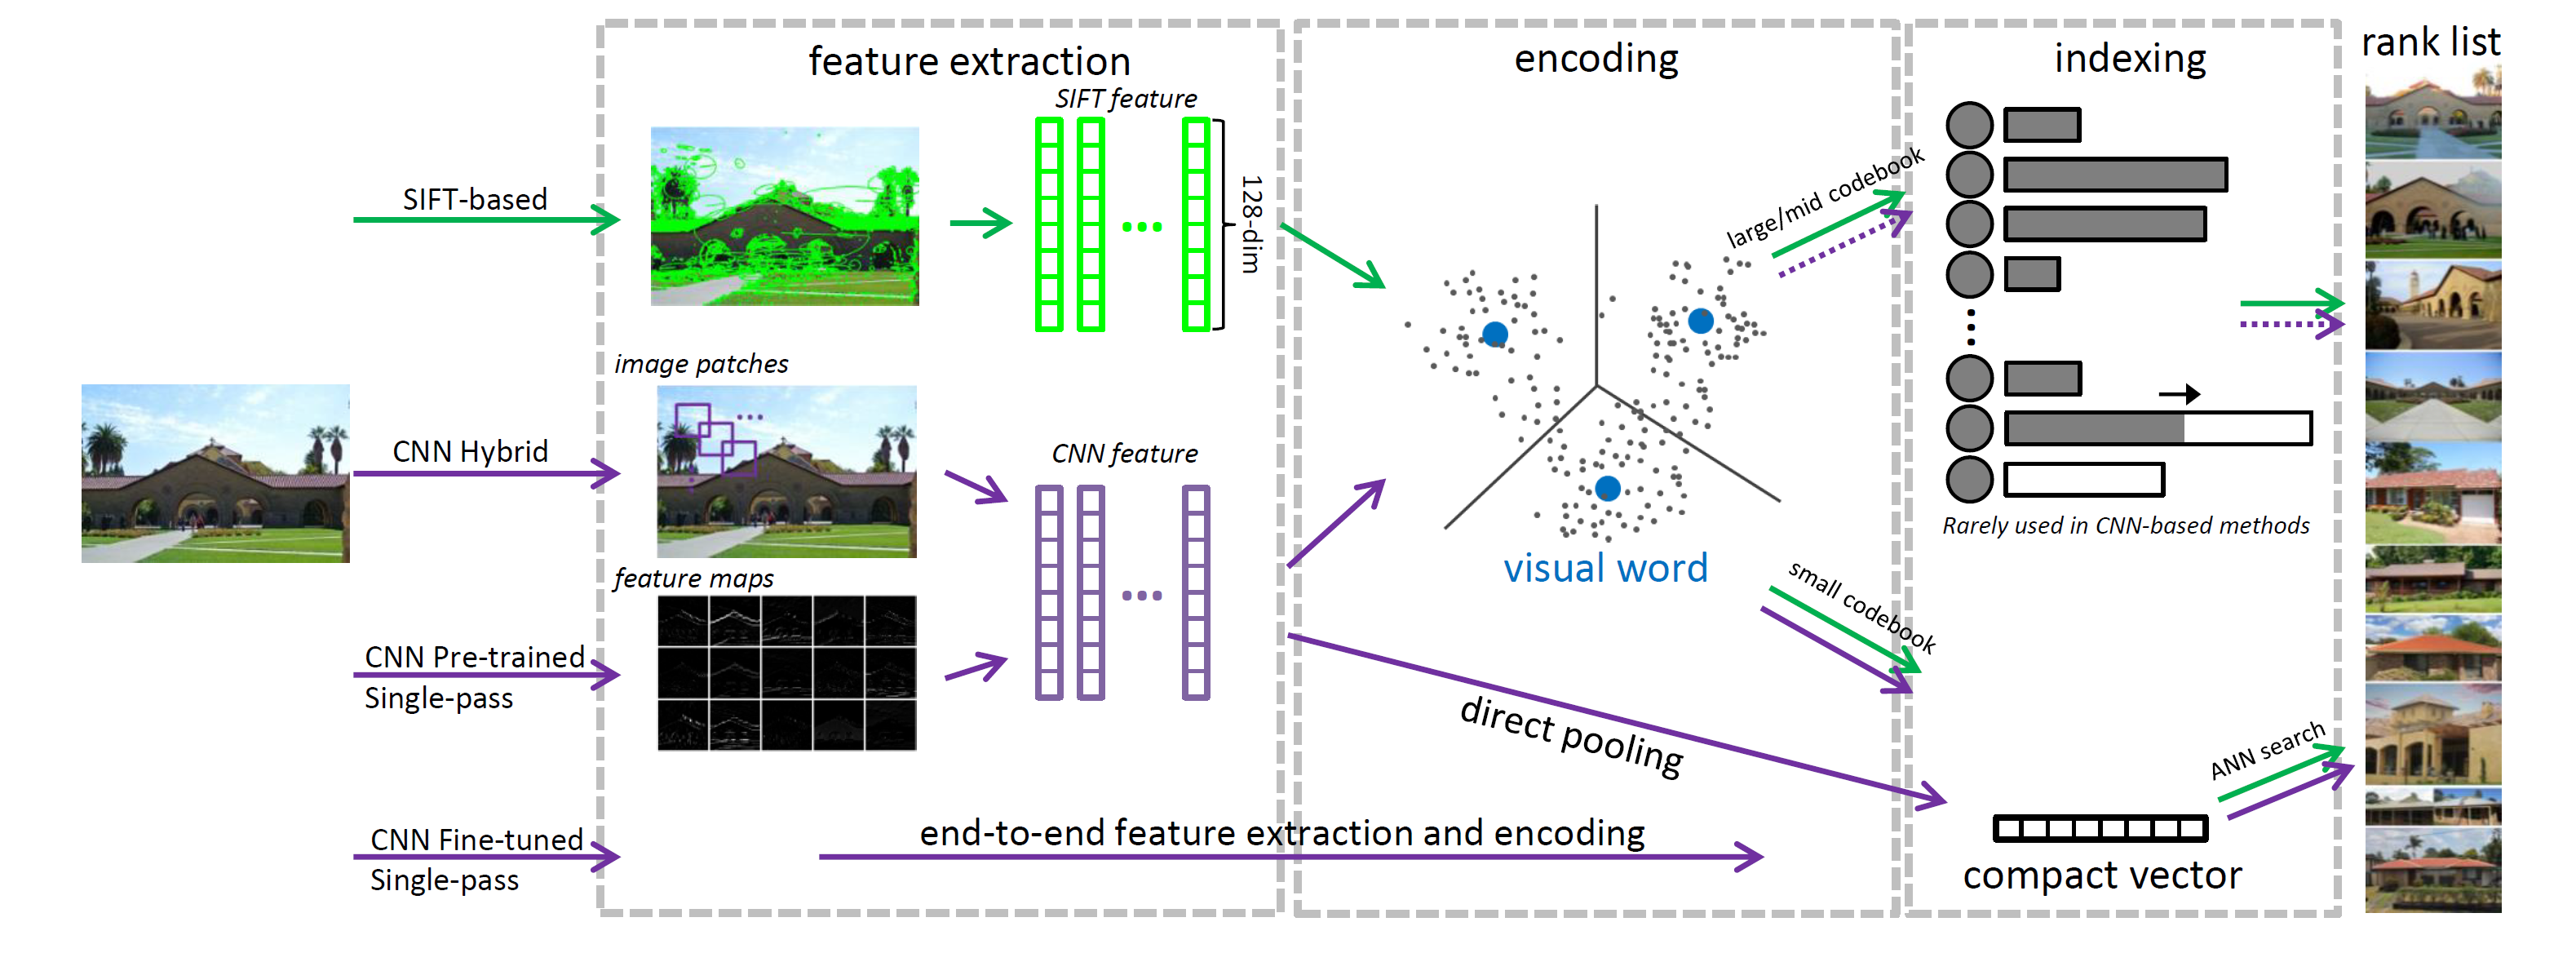 feature extraction
encoding
indexing
rank list
SIFT feature
SIFT-based
128-dim
large/mid codebook
image patches
CNN Hybrid
CNN feature
Rarely used in CNN-based methods
feature maps
visual word
small codebook
CNN Pre-trained
Single-pass
direct pooling
ANN search
CNN Fine-tuned
Single-pass
end-to-end feature extraction and encoding
compact vector